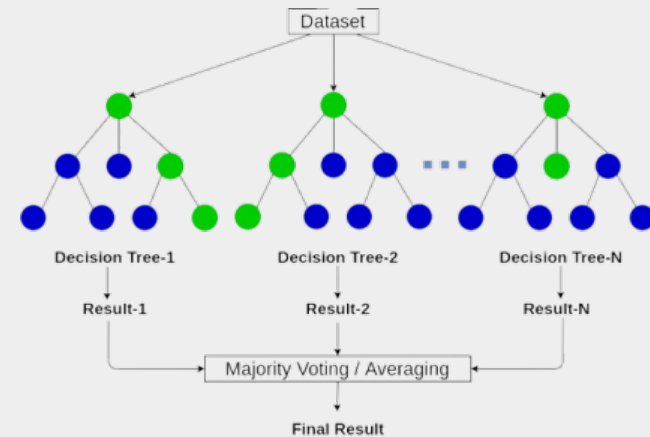 Dataset
Decision Tree-1
Decision Tree-2
Decision Tree-N
Result-1
Result-2
Result-N
Majority Voting / Averaging
Final Result